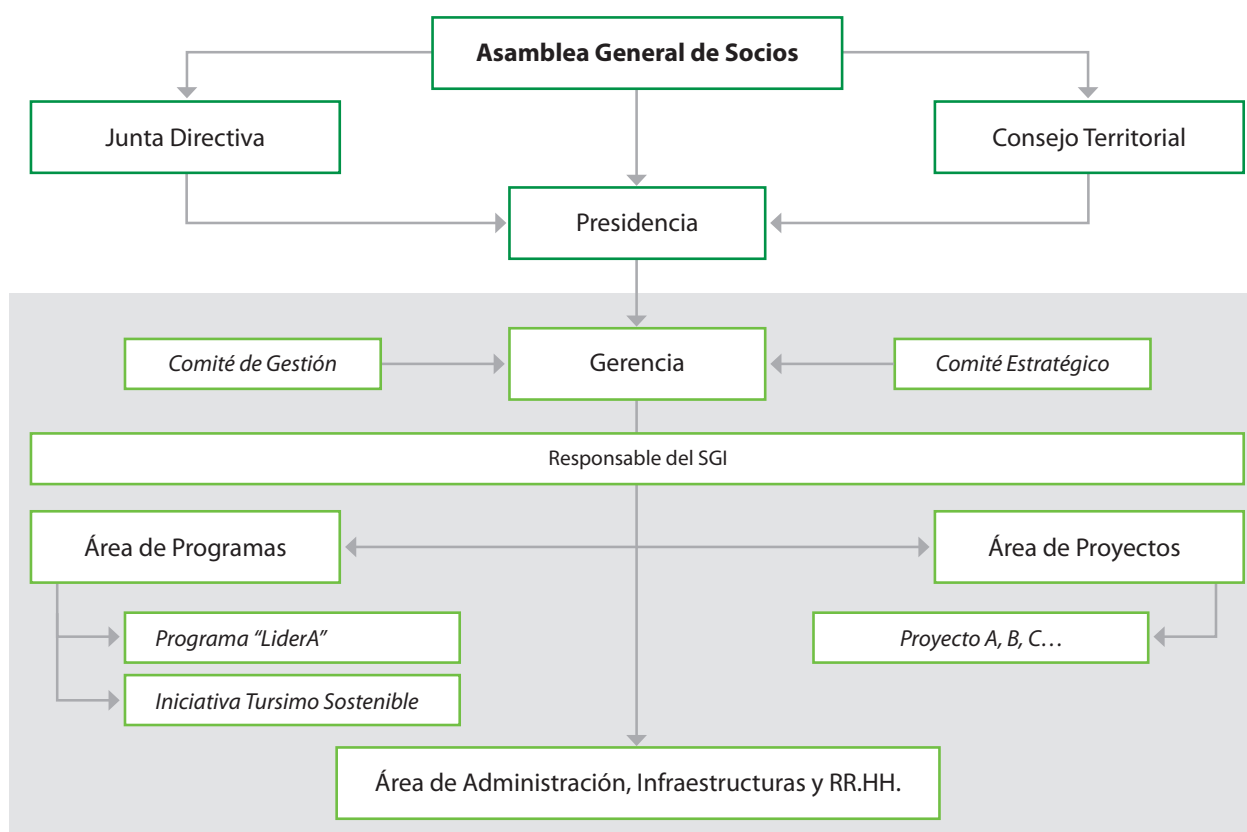 Asamblea General de Socios
Junta Directiva
Consejo Territorial
Presidencia
Comité de Gestión
Gerencia
Comité Estratégico
Responsable del SGI
Área de Programas
Área de Proyectos
Programa “LiderA”
Proyecto A, B, C…
Iniciativa Tursimo Sostenible
Área de Administración, Infraestructuras y RR.HH.